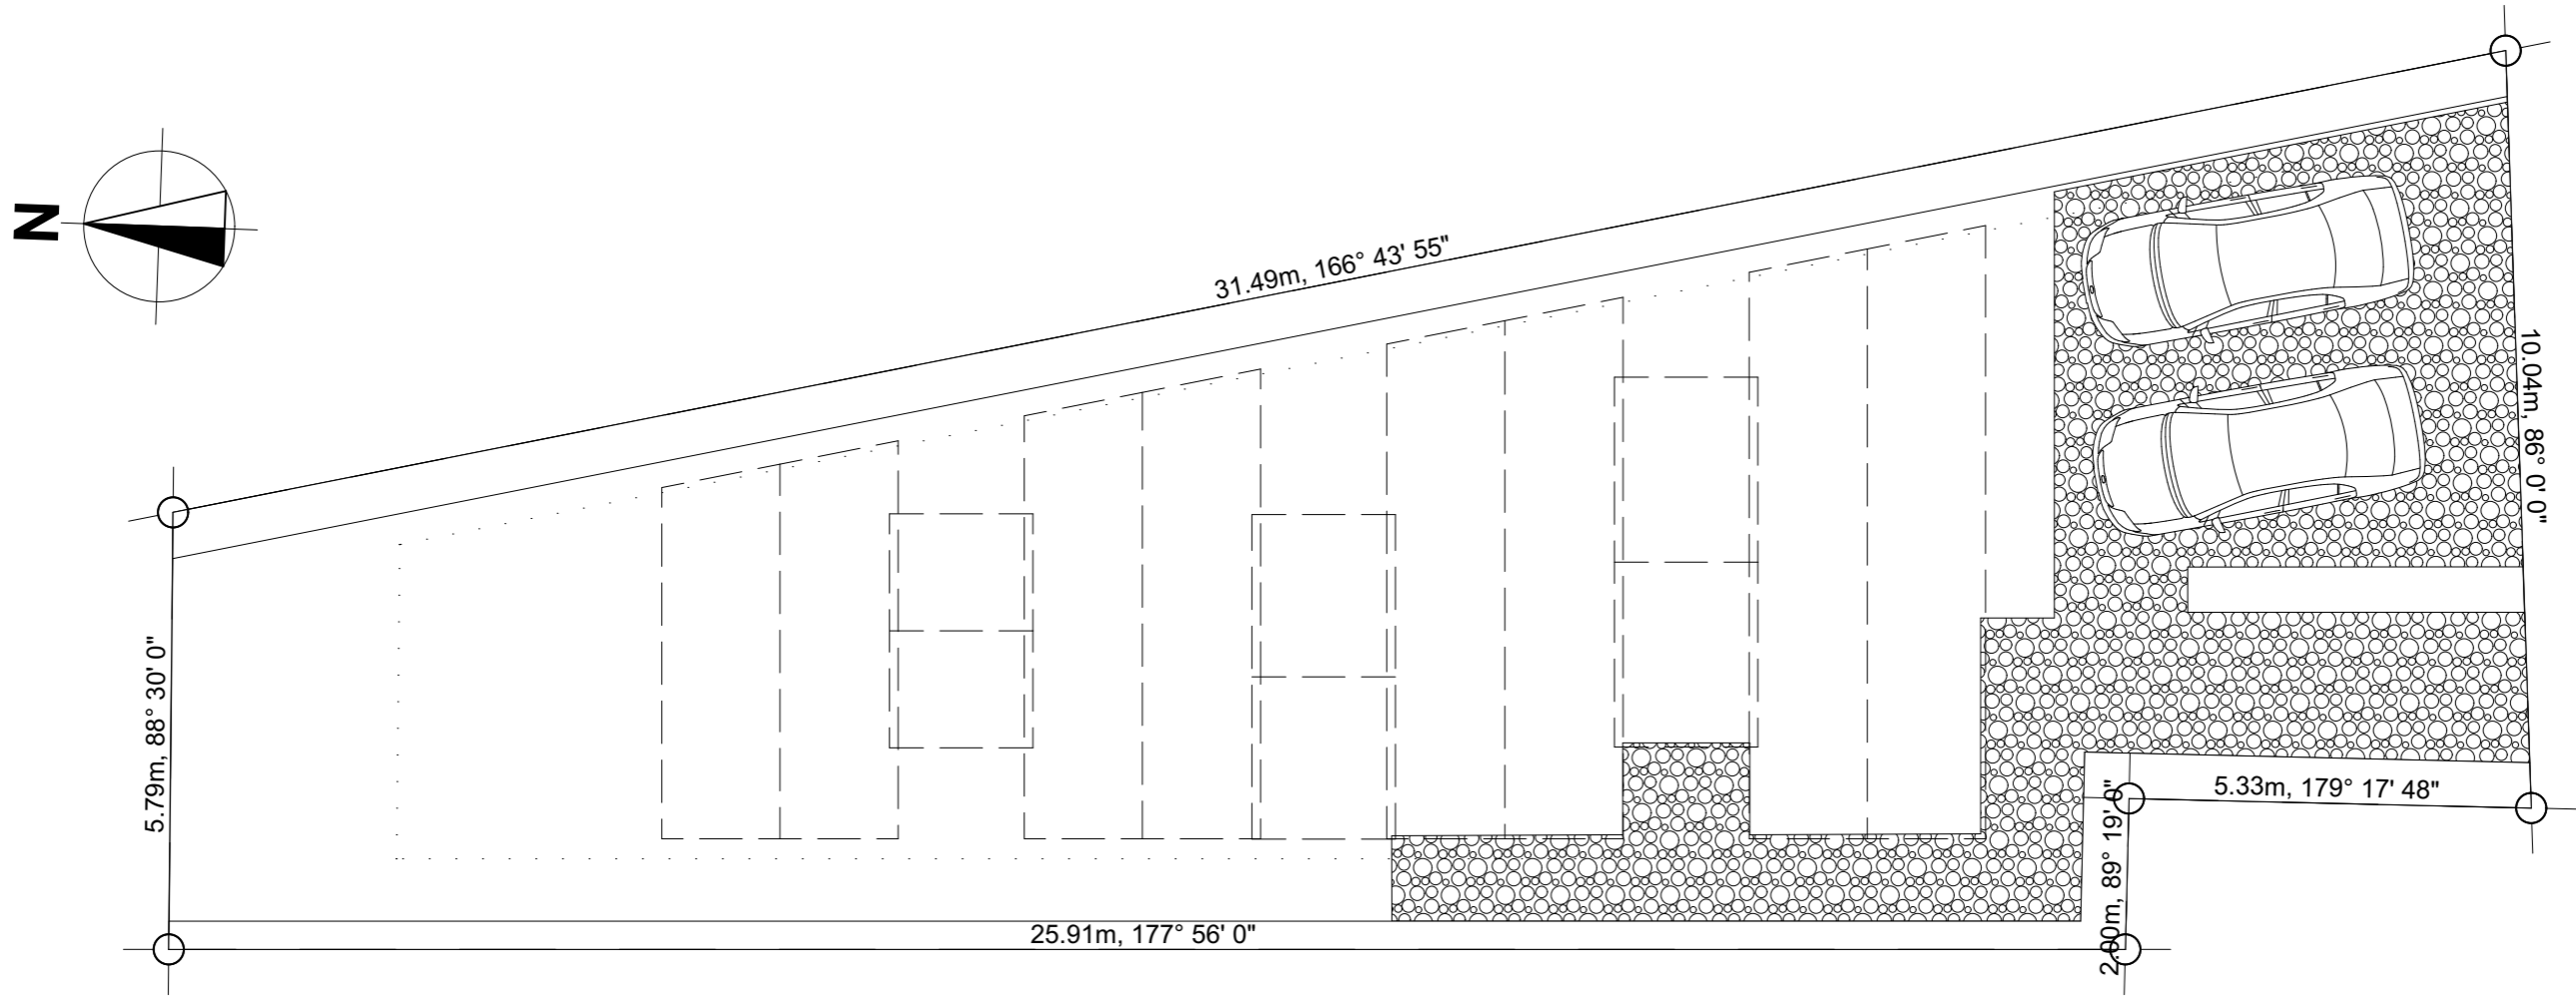 N
31.49m, 166° 43' 55"
10.04m, 86° 0' 0"
5.79m, 88° 30' 0"
5.33m, 179° 17' 48"
2.00m, 89° 19' 0"
25.91m, 177° 56' 0"